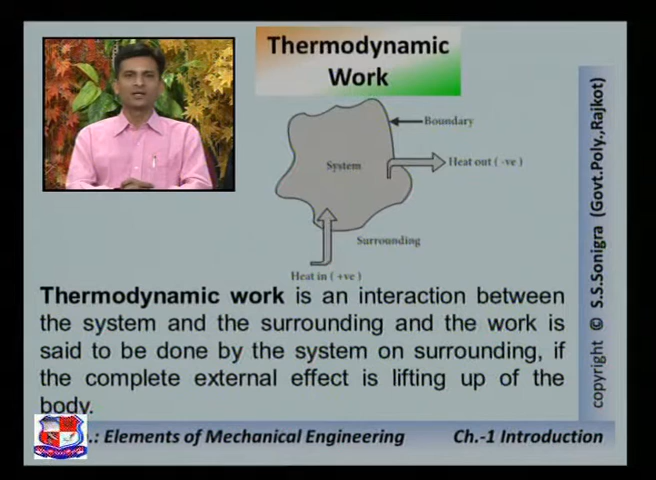 Thermodynamic
Work
Boundary
System
Heat out ( -ve )
Surrounding
Heat in ( +ve )
Thermodynamic work is an interaction between
the system and the surrounding and the work is
said to be done by the system on surrounding, if
the complete external effect is lifting up of the
body.
.: Elements of Mechanical Engineering
Ch.-1 Introduction
copyright © S.S.Sonigra (Govt.Poly.,Rajkot)